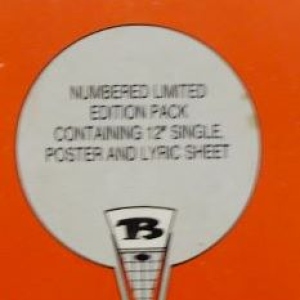 NUMBERED LIMITED
EDITION PACK
CONTAINING 12" SINGLE,
POSTER AND LYRIC SHEET
B